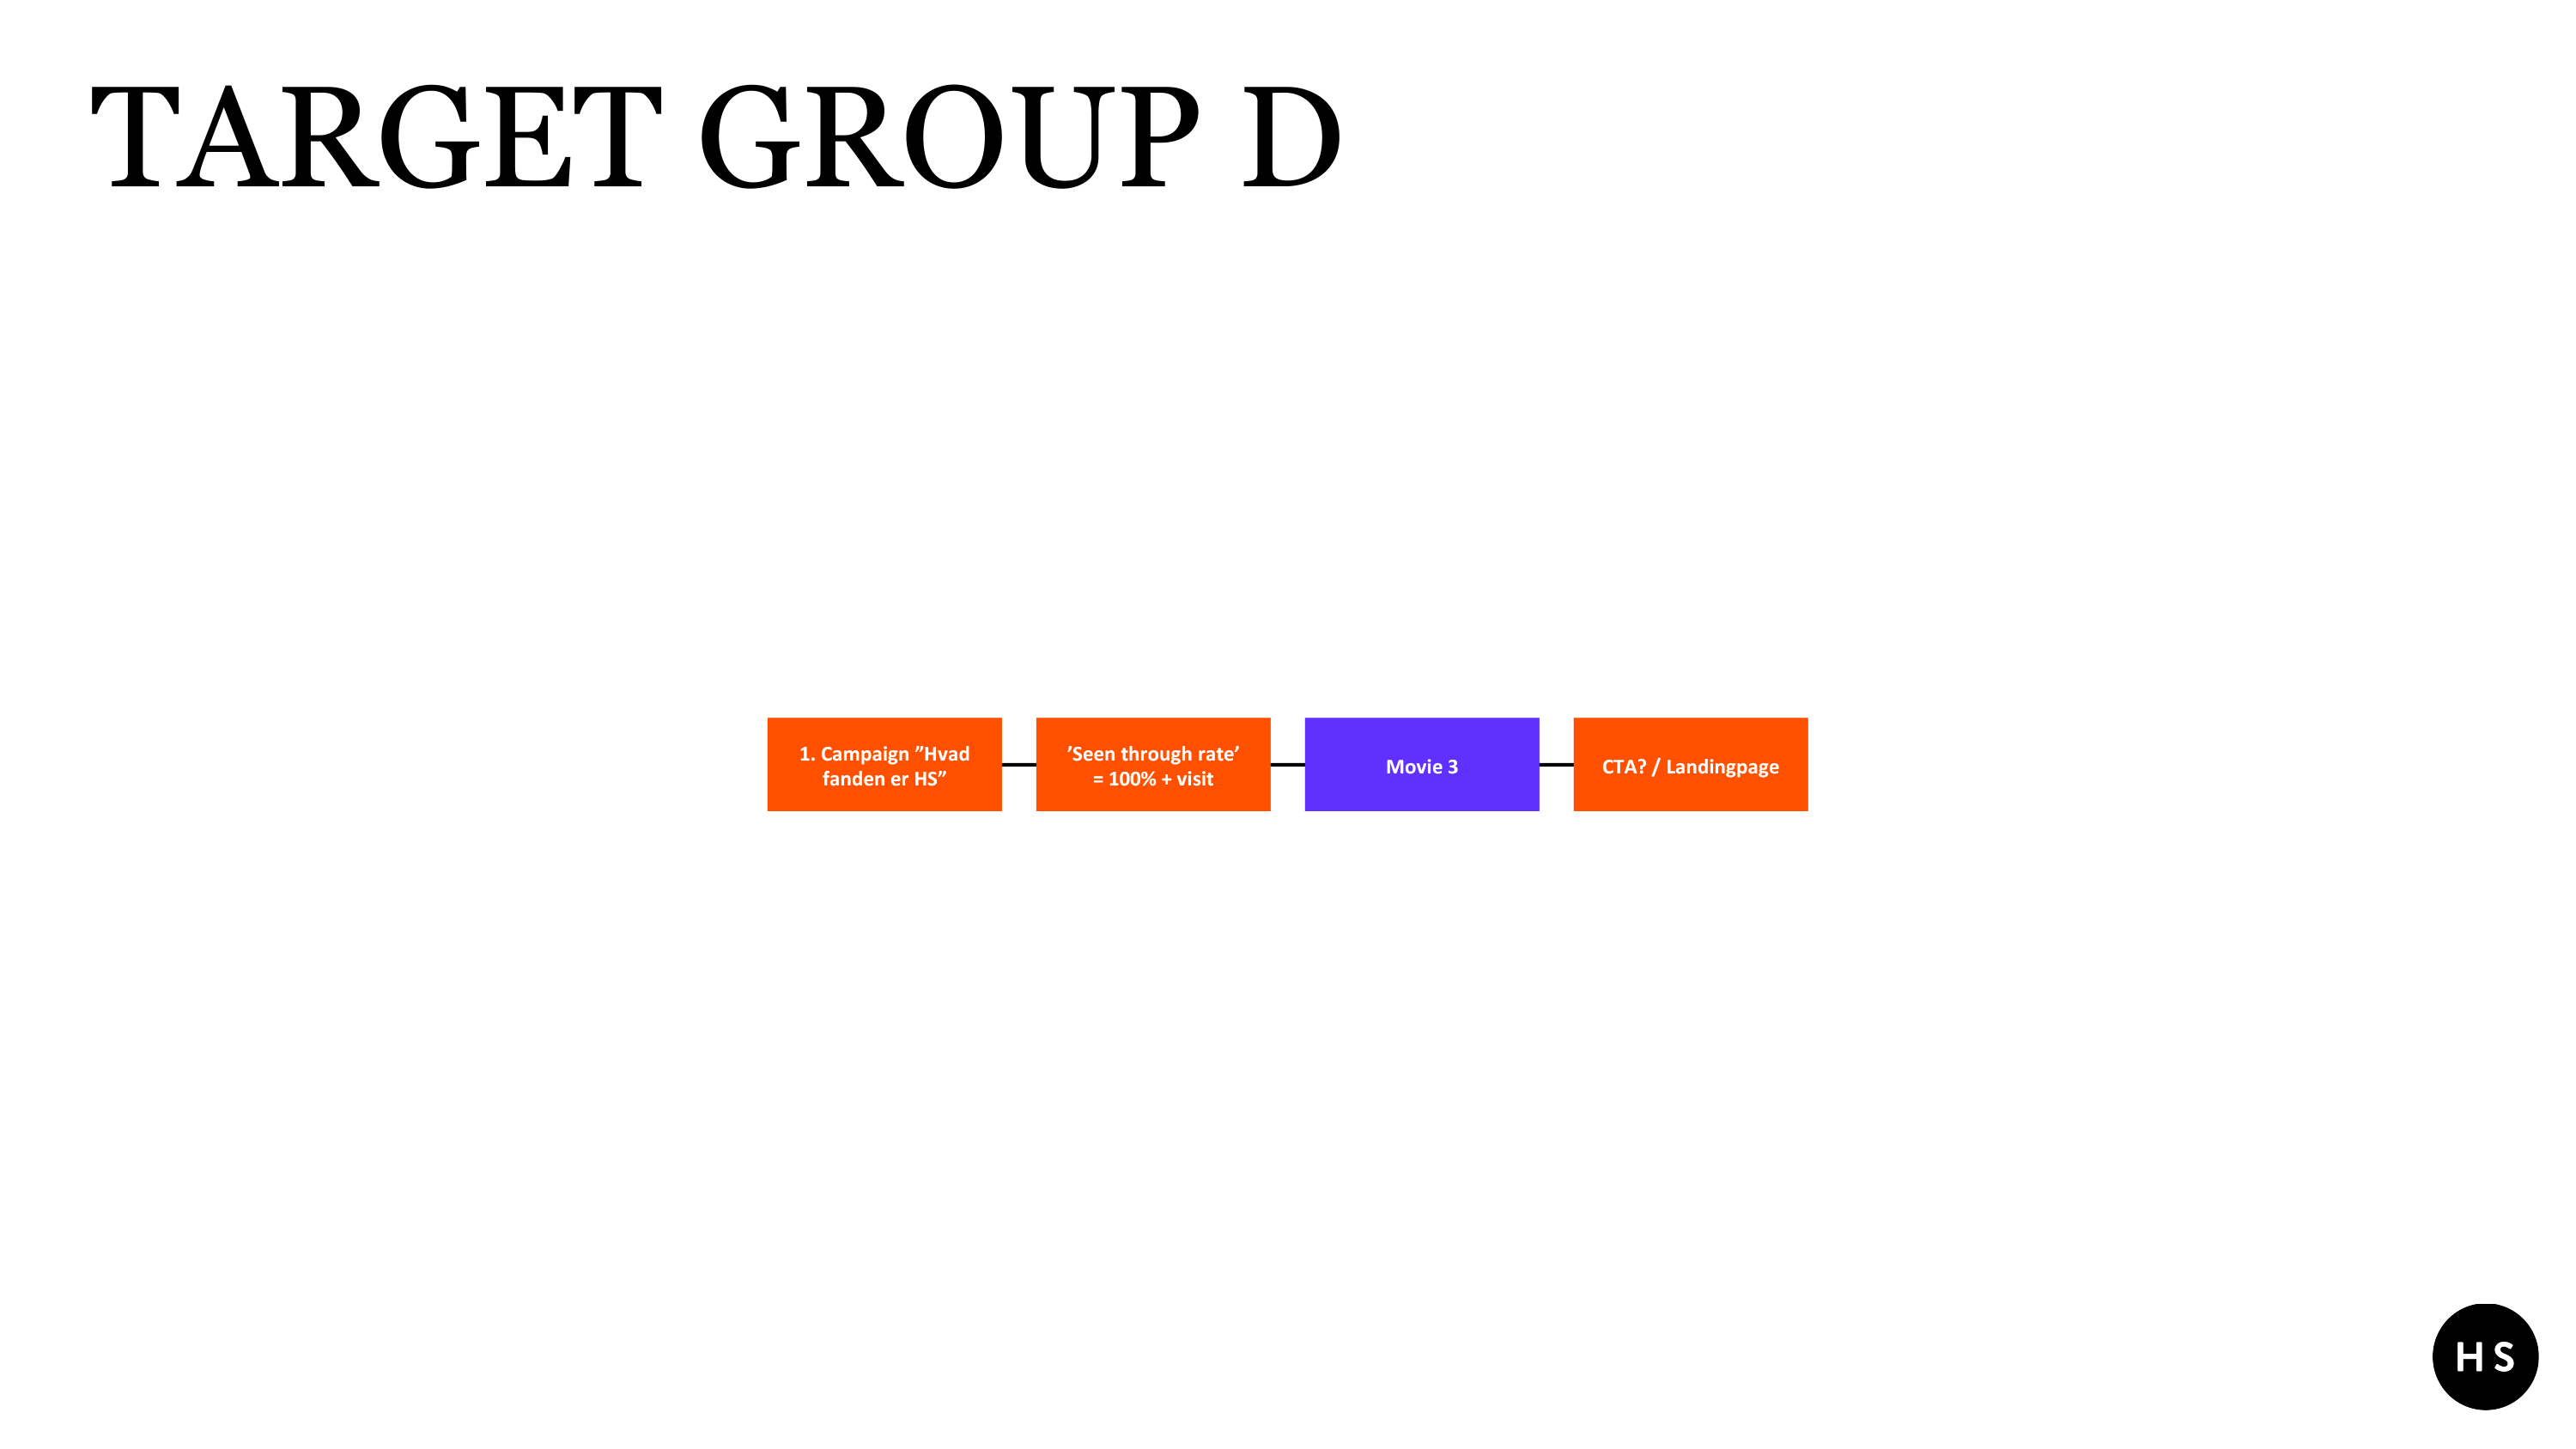 TARGET GROUP D
1. Campaign ”Hvad
fanden er HS”
’Seen through rate’
= 100% + visit
Movie 3
CTA? / Landingpage
HS